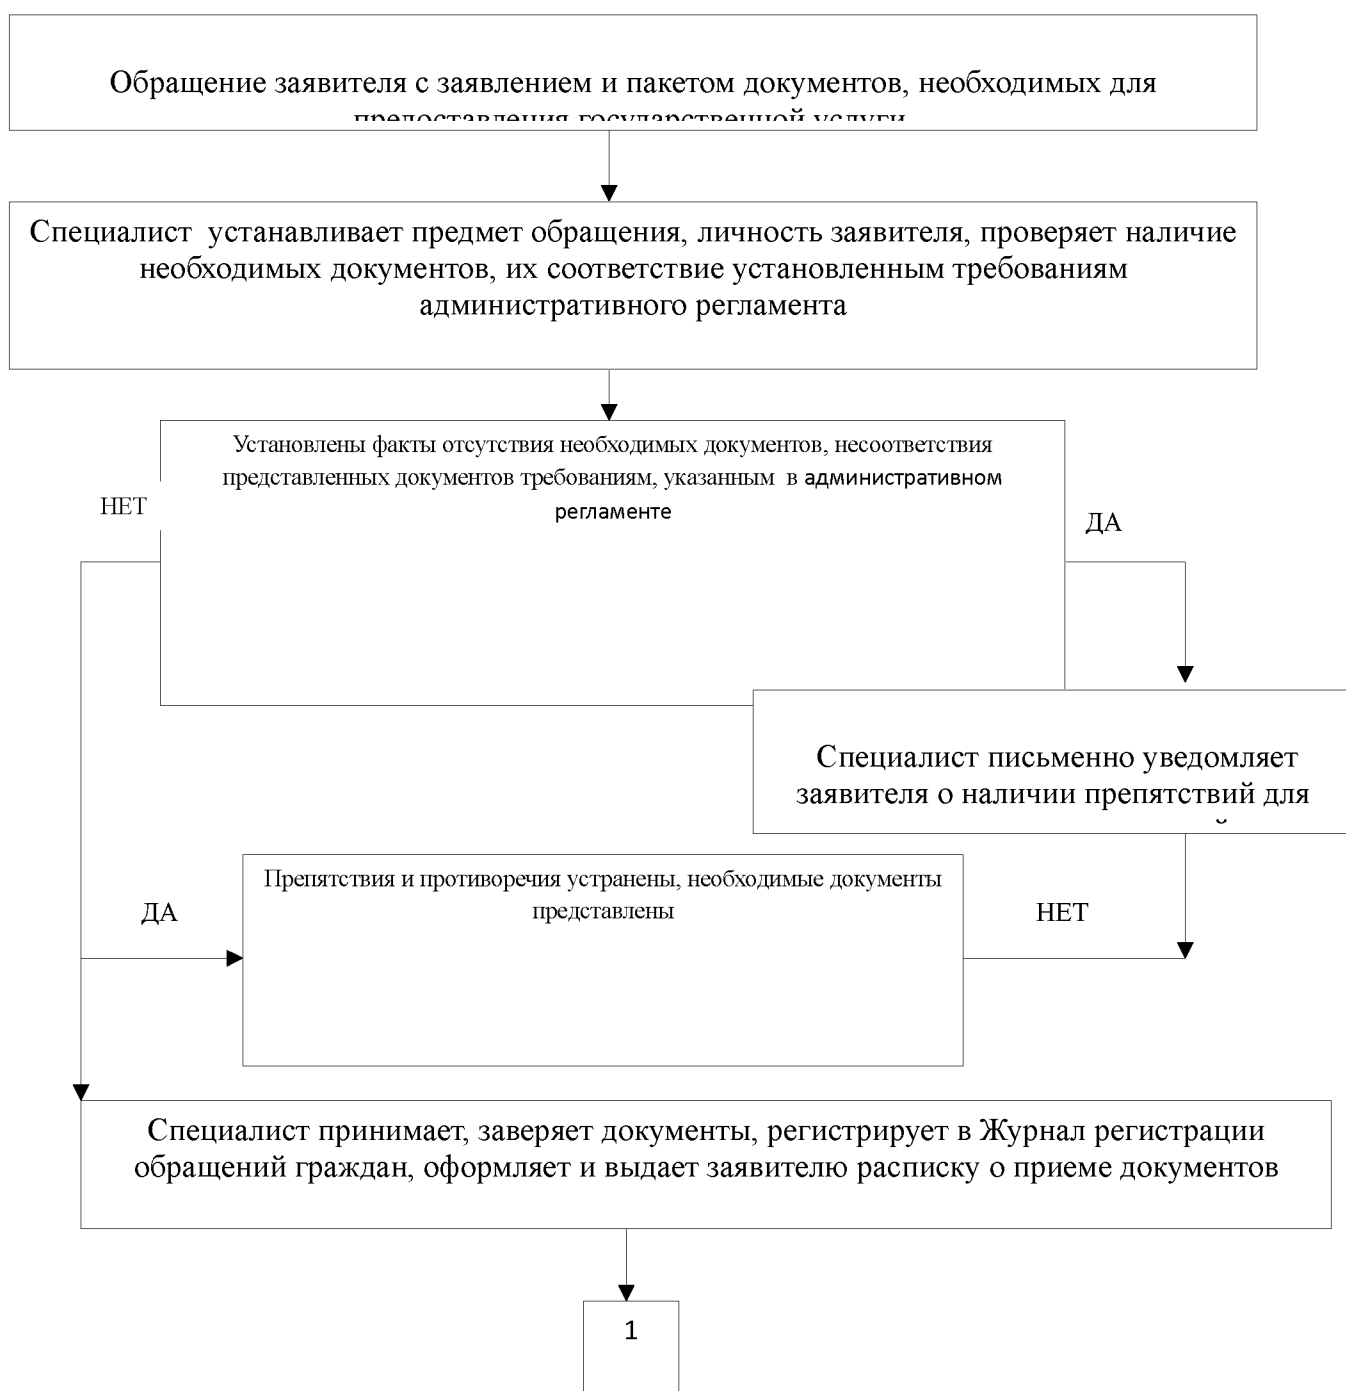 Обращение заявителя с заявлением и пакетом документов, необходимых для
предоставления государственной услуги
Специалист  устанавливает предмет обращения, личность заявителя, проверяет наличие
необходимых документов, их соответствие установленным требованиям
административного регламента
Установлены факты отсутствия необходимых документов, несоответствия
представленных документов требованиям, указанным  в административном
регламенте
НЕТ
ДА
Специалист письменно уведомляет
заявителя о наличии препятствий для
Препятствия и противоречия устранены, необходимые документы
представлены
ДА
НЕТ
Специалист принимает, заверяет документы, регистрирует в Журнал регистрации
обращений граждан, оформляет и выдает заявителю расписку о приеме документов
1